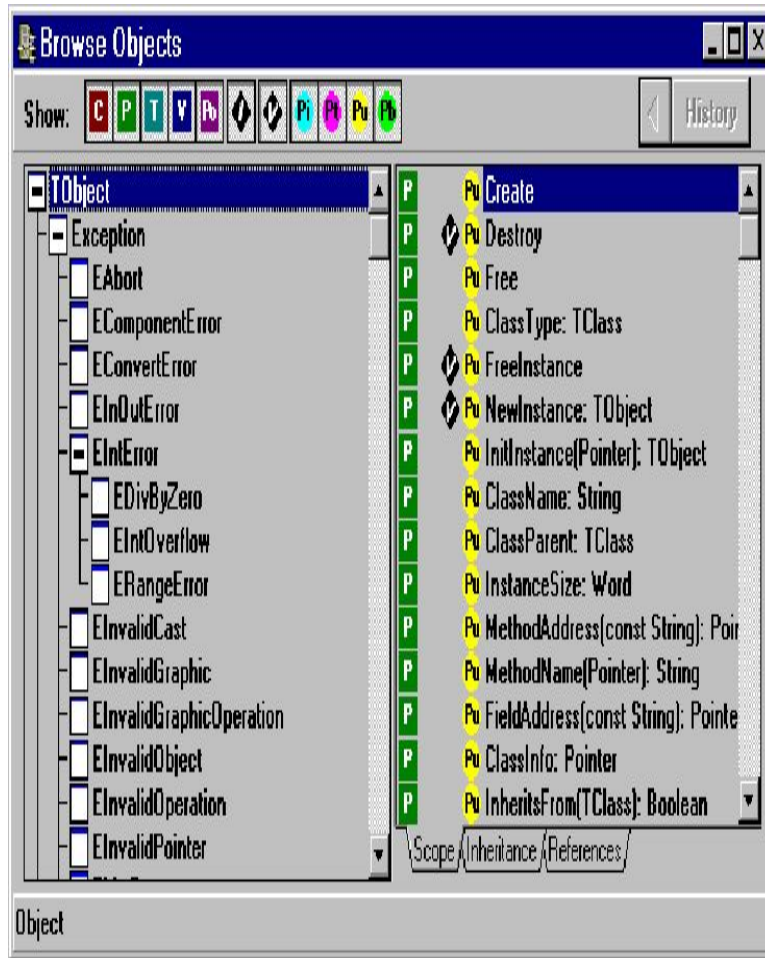 Browse Objects
Show: C P T V Po Pi Pt Pu Pb History
TObject
Exception
EAbort
EComponentError
EConvertError
EInOutError
EIntError
EDivByZero
EIntOverflow
ERangeError
EInvalidCast
EInvalidGraphic
EInvalidGraphicOperation
EInvalidObject
EInvalidOperation
EInvalidPointer
P Pu Create
P V Pu Destroy
P Pu Free
P Pu ClassType: TClass
P V Pu FreeInstance
P V Pu NewInstance: TObject
P Pu InitInstance(Pointer): TObject
P Pu ClassName: String
P Pu ClassParent: TClass
P Pu InstanceSize: Word
P Pu MethodAddress(const String): Poir
P Pu MethodName(Pointer): String
P Pu FieldAddress(const String): Pointe
P Pu ClassInfo: Pointer
P Pu InheritsFrom(TClass): Boolean
Scope Inheritance References
Object